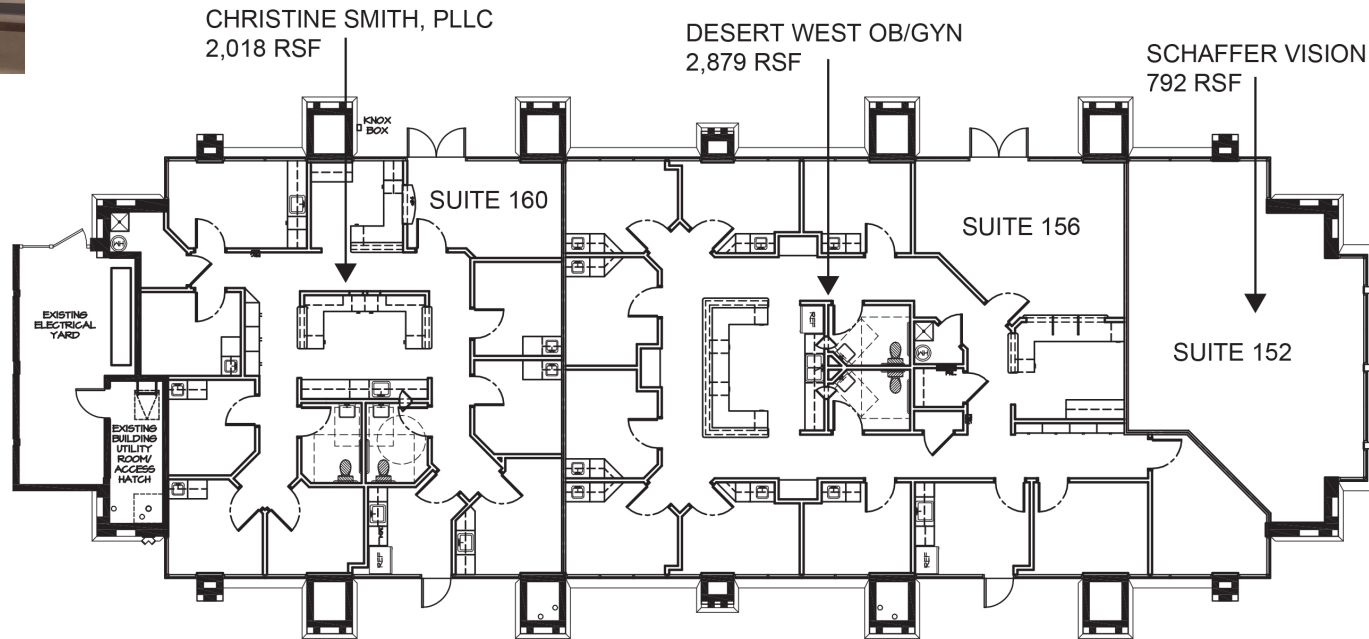 CHRISTINE SMITH, PLLC
2,018 RSF
DESERT WEST OB/GYN
2,879 RSF
SCHAFFER VISION
792 RSF
KNOX
BOX
SUITE 160
SUITE 156
SUITE 152
EXISTING
ELECTRICAL
YARD
EXISTING
BUILDING
UTILITY
ROOM/
ACCESS
HATCH
REF
REF
REF